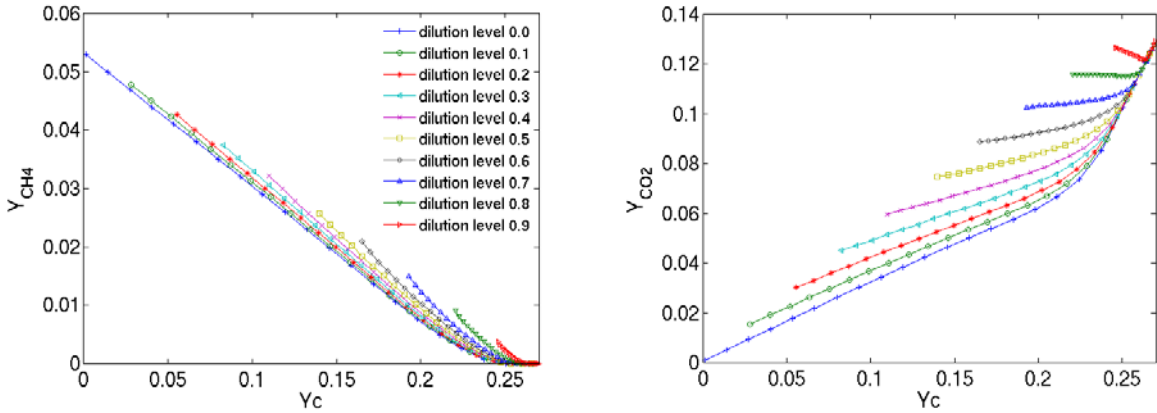 0.06
0.05
0.04
0.03
0.02
0.01
0
Y CH4
dilution level 0.0
dilution level 0.1
dilution level 0.2
dilution level 0.3
dilution level 0.4
dilution level 0.5
dilution level 0.6
dilution level 0.7
dilution level 0.8
dilution level 0.9
0 0.05 0.1 0.15 0.2 0.25
Yc
0.14
0.12
0.1
0.08
0.06
0.04
0.02
0
Y CO2
0 0.05 0.1 0.15 0.2 0.25
Yc